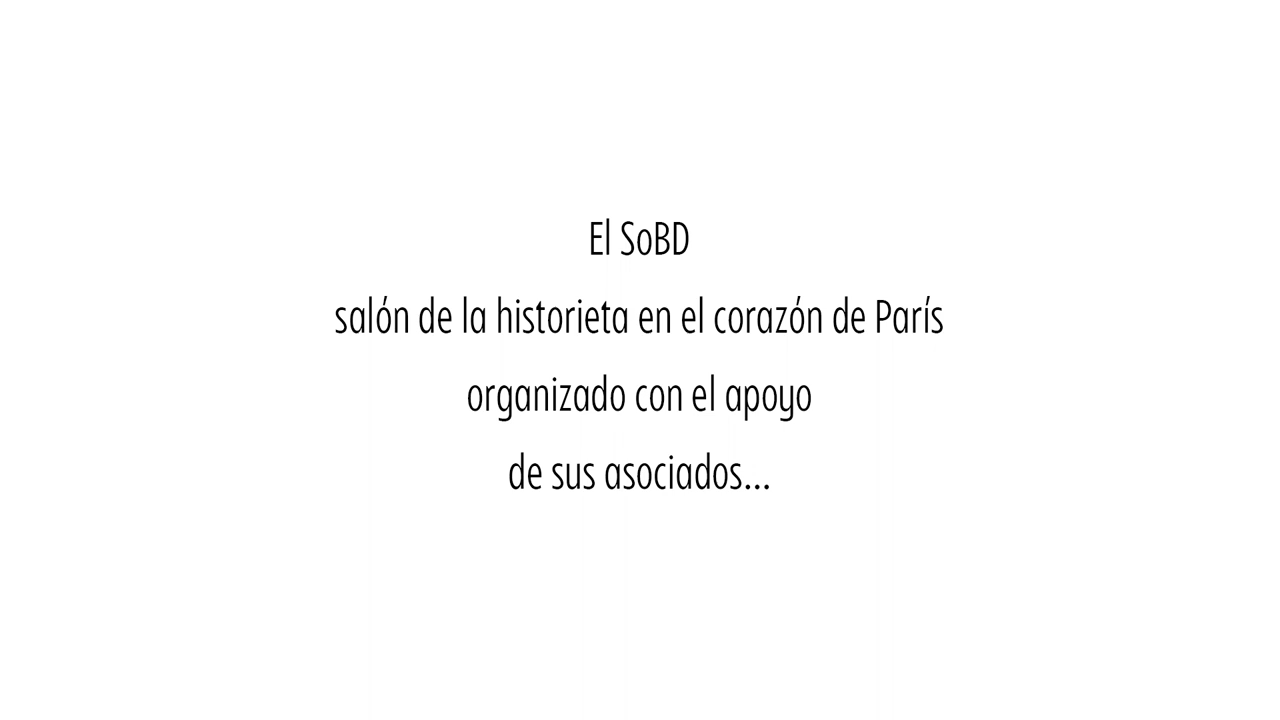 El SoBD
salón de la historieta en el corazón de París
organizado con el apoyo
de sus asociados...